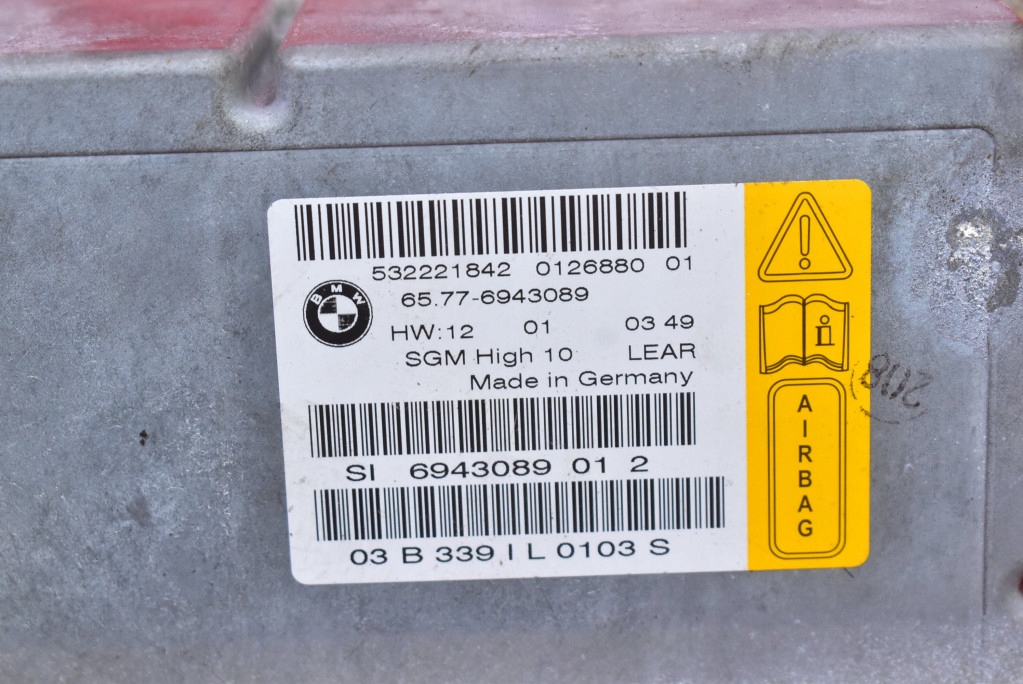 532221842 0126880 01
BMW
65.77-6943089
HW:12 01 03 49
SGM High 10 LEAR
Made in Germany
SI 6943089 01 2
03 B 339 I L 0103 S
!
i
AIRBAG
208